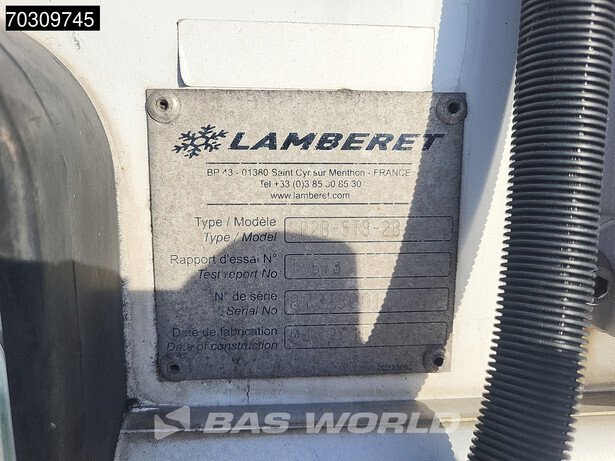 70309745
LAMBERET
BP 43 - 01380 Saint Cyr sur Menthon - FRANCE
Tel +33 (0)3 85 30 85 30
www.lamberet.com
Type / Modèle
Type / Model
Rapport d'essai N°
Test report No
N° de série
Serial No
Date de fabrication
Date of construction
BAS WORLD